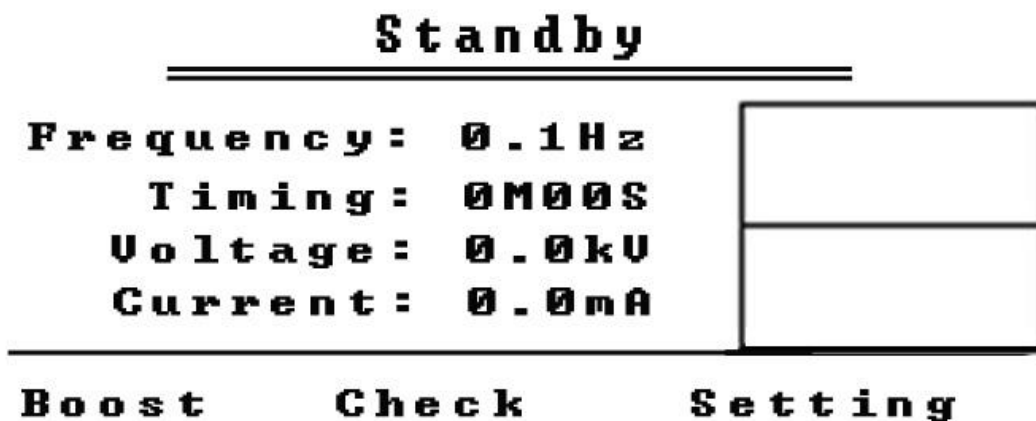 Standby
Frequency: 0.1Hz
Timing: 0M00S
Voltage: 0.0kV
Current: 0.0mA
Boost Check Setting